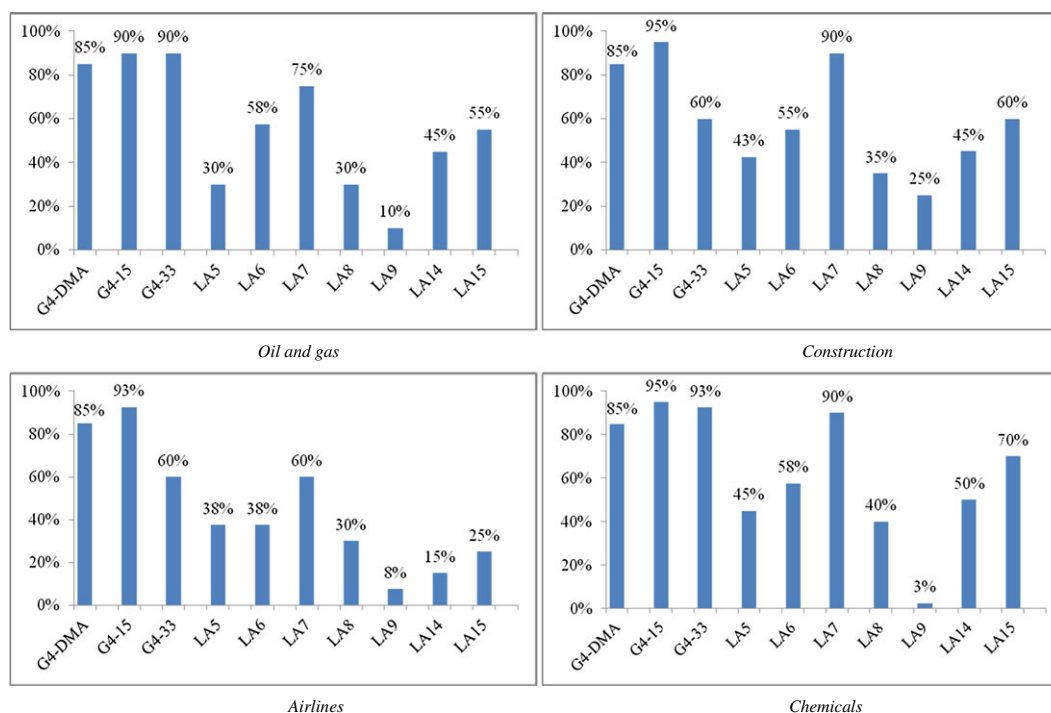 100%
80%
60%
40%
20%
0%
85%
90%
90%
30%
58%
75%
30%
10%
45%
55%
G4-DMA
G4-15
G4-33
LA5
LA6
LA7
LA8
LA9
LA14
LA15
Oil and gas
100%
80%
60%
40%
20%
0%
85%
95%
60%
43%
55%
90%
35%
25%
45%
60%
G4-DMA
G4-15
G4-33
LA5
LA6
LA7
LA8
LA9
LA14
LA15
Construction
100%
80%
60%
40%
20%
0%
85%
93%
60%
38%
38%
60%
30%
8%
15%
25%
G4-DMA
G4-15
G4-33
LA5
LA6
LA7
LA8
LA9
LA14
LA15
Airlines
100%
80%
60%
40%
20%
0%
85%
95%
93%
45%
58%
90%
40%
3%
50%
70%
G4-DMA
G4-15
G4-33
LA5
LA6
LA7
LA8
LA9
LA14
LA15
Chemicals